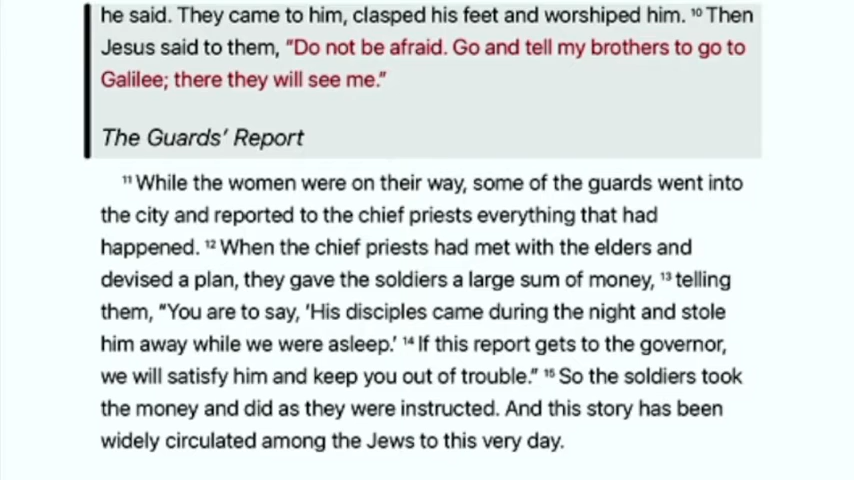 he said. They came to him, clasped his feet and worshiped him. ¹⁰ Then
Jesus said to them, “Do not be afraid. Go and tell my brothers to go to
Galilee; there they will see me.”
The Guards’ Report
¹¹ While the women were on their way, some of the guards went into
the city and reported to the chief priests everything that had
happened. ¹² When the chief priests had met with the elders and
devised a plan, they gave the soldiers a large sum of money, ¹³ telling
them, “You are to say, ‘His disciples came during the night and stole
him away while we were asleep.’ ¹⁴ If this report gets to the governor,
we will satisfy him and keep you out of trouble.” ¹⁵ So the soldiers took
the money and did as they were instructed. And this story has been
widely circulated among the Jews to this very day.